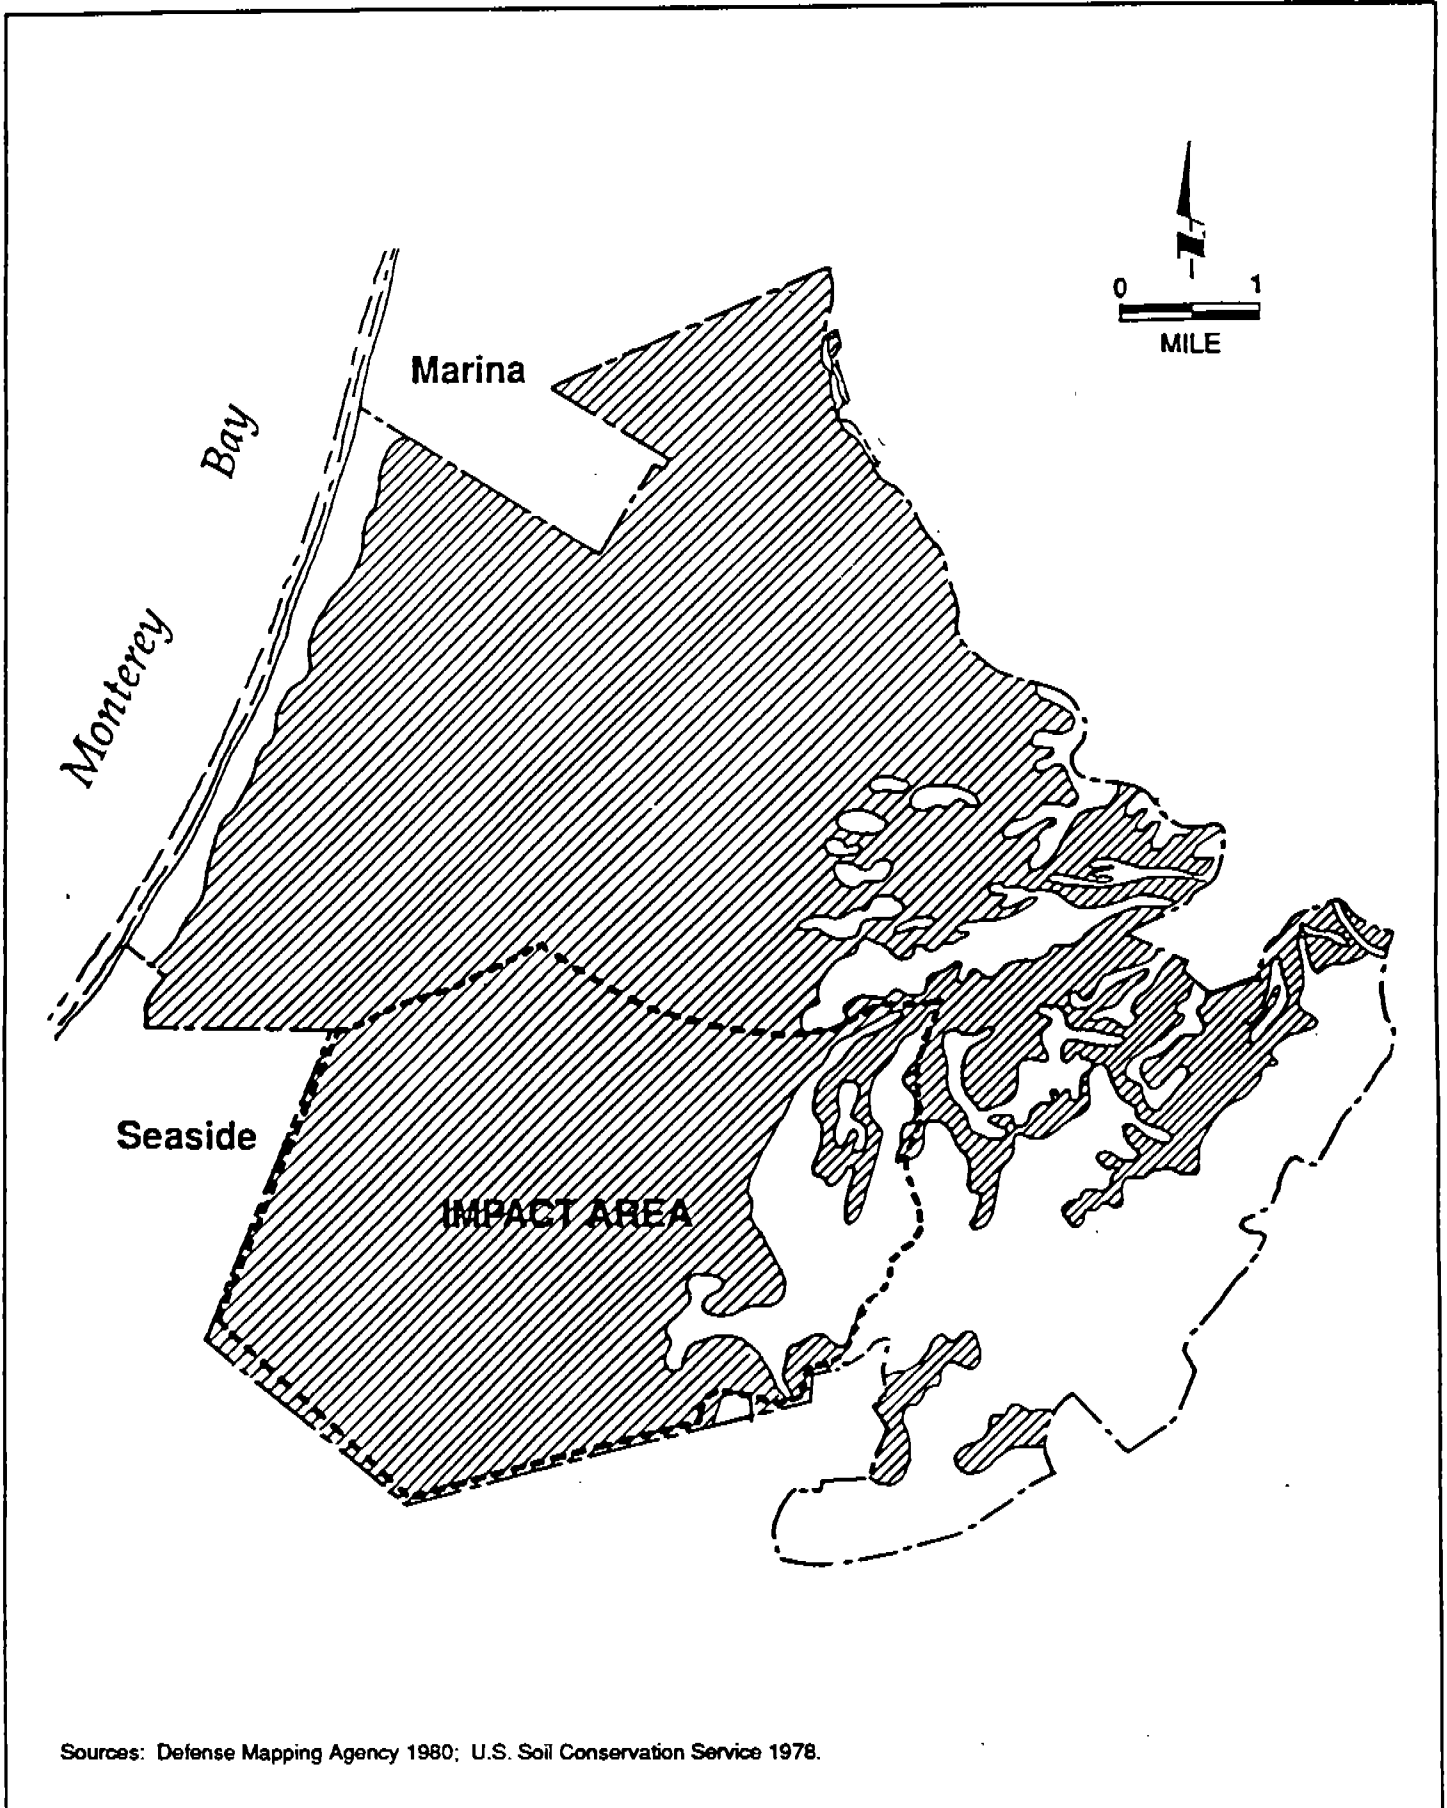 N
0 1
MILE
Marina
Monterey Bay
Seaside
IMPACT AREA
Sources: Defense Mapping Agency 1980; U.S. Soil Conservation Service 1978.